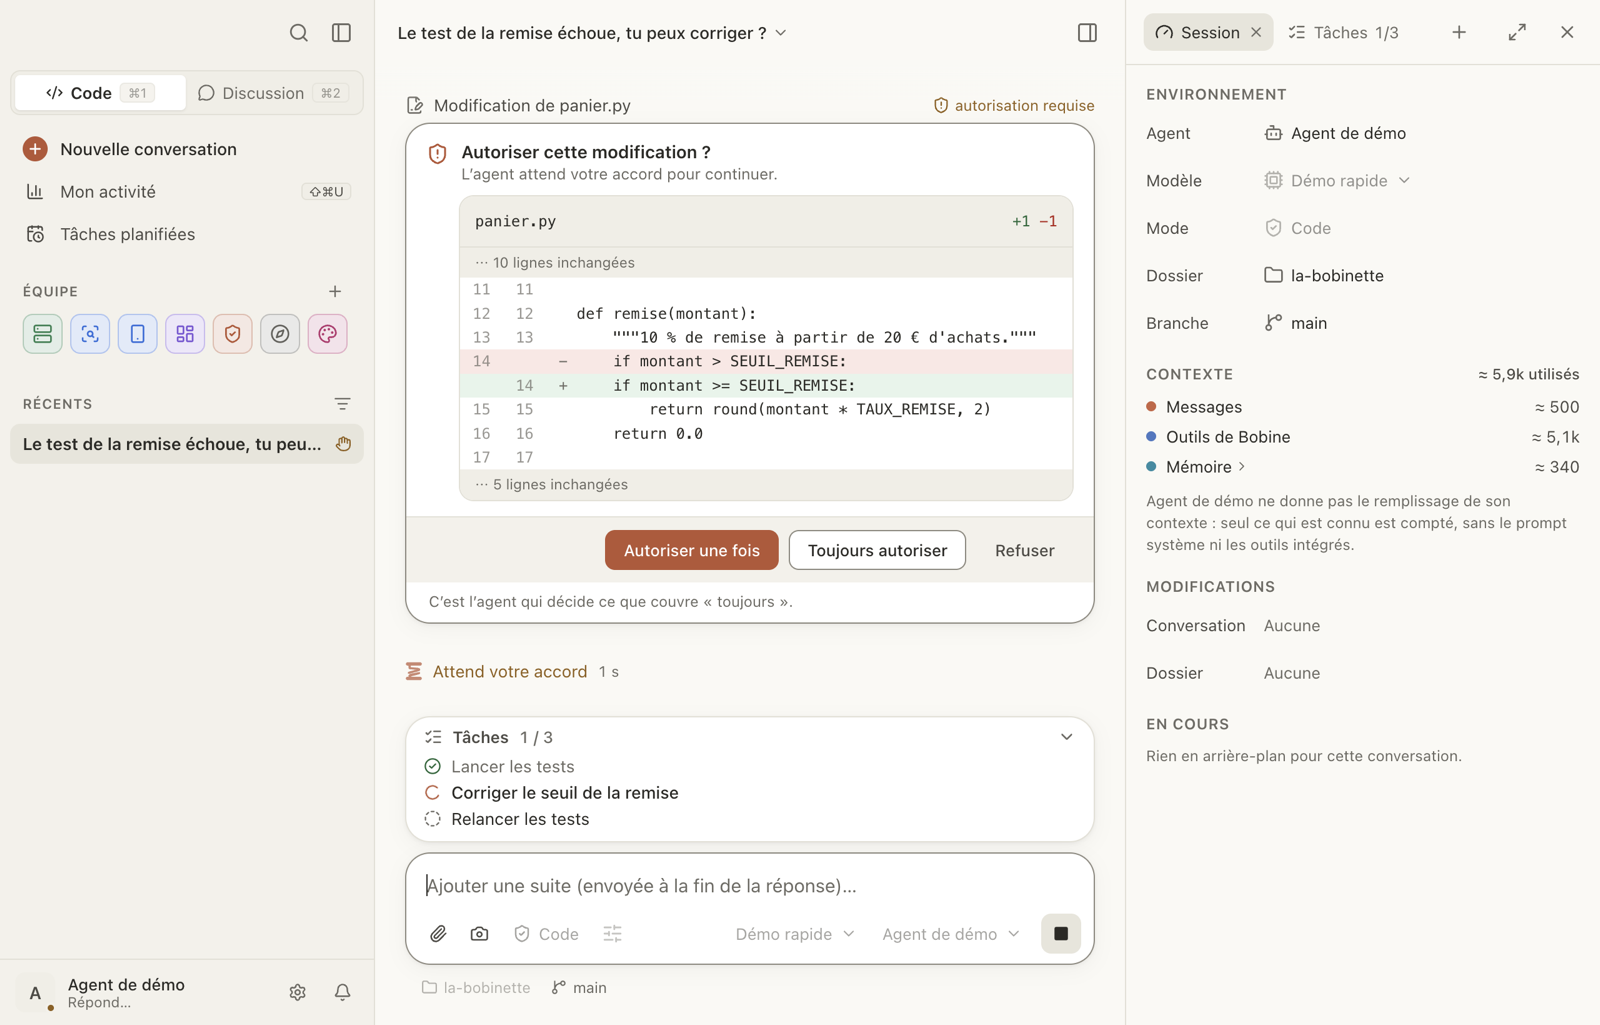 Code ⌘1
Discussion ⌘2
Nouvelle conversation
Mon activité ⇧⌘U
Tâches planifiées
ÉQUIPE
RÉCENTS
Le test de la remise échoue, tu peu...
A
Agent de démo
Répond...
Le test de la remise échoue, tu peux corriger ?
Modification de panier.py
autorisation requise
Autoriser cette modification ?
L’agent attend votre accord pour continuer.
panier.py +1 −1
··· 10 lignes inchangées
11 11
12 12 def remise(montant):
13 13 """10 % de remise à partir de 20 € d'achats."""
14 − if montant > SEUIL_REMISE:
14 + if montant >= SEUIL_REMISE:
15 15 return round(montant * TAUX_REMISE, 2)
16 16 return 0.0
17 17
··· 5 lignes inchangées
Autoriser une fois
Toujours autoriser
Refuser
C’est l’agent qui décide ce que couvre « toujours ».
Attend votre accord 1 s
Tâches 1 / 3
Lancer les tests
Corriger le seuil de la remise
Relancer les tests
Ajouter une suite (envoyée à la fin de la réponse)...
Code
Démo rapide
Agent de démo
la-bobinette
main
Session
Tâches 1/3
ENVIRONNEMENT
Agent Agent de démo
Modèle Démo rapide
Mode Code
Dossier la-bobinette
Branche main
CONTEXTE ≈ 5,9k utilisés
Messages ≈ 500
Outils de Bobine ≈ 5,1k
Mémoire ≈ 340
Agent de démo ne donne pas le remplissage de son
contexte : seul ce qui est connu est compté, sans le prompt
système ni les outils intégrés.
MODIFICATIONS
Conversation Aucune
Dossier Aucune
EN COURS
Rien en arrière-plan pour cette conversation.